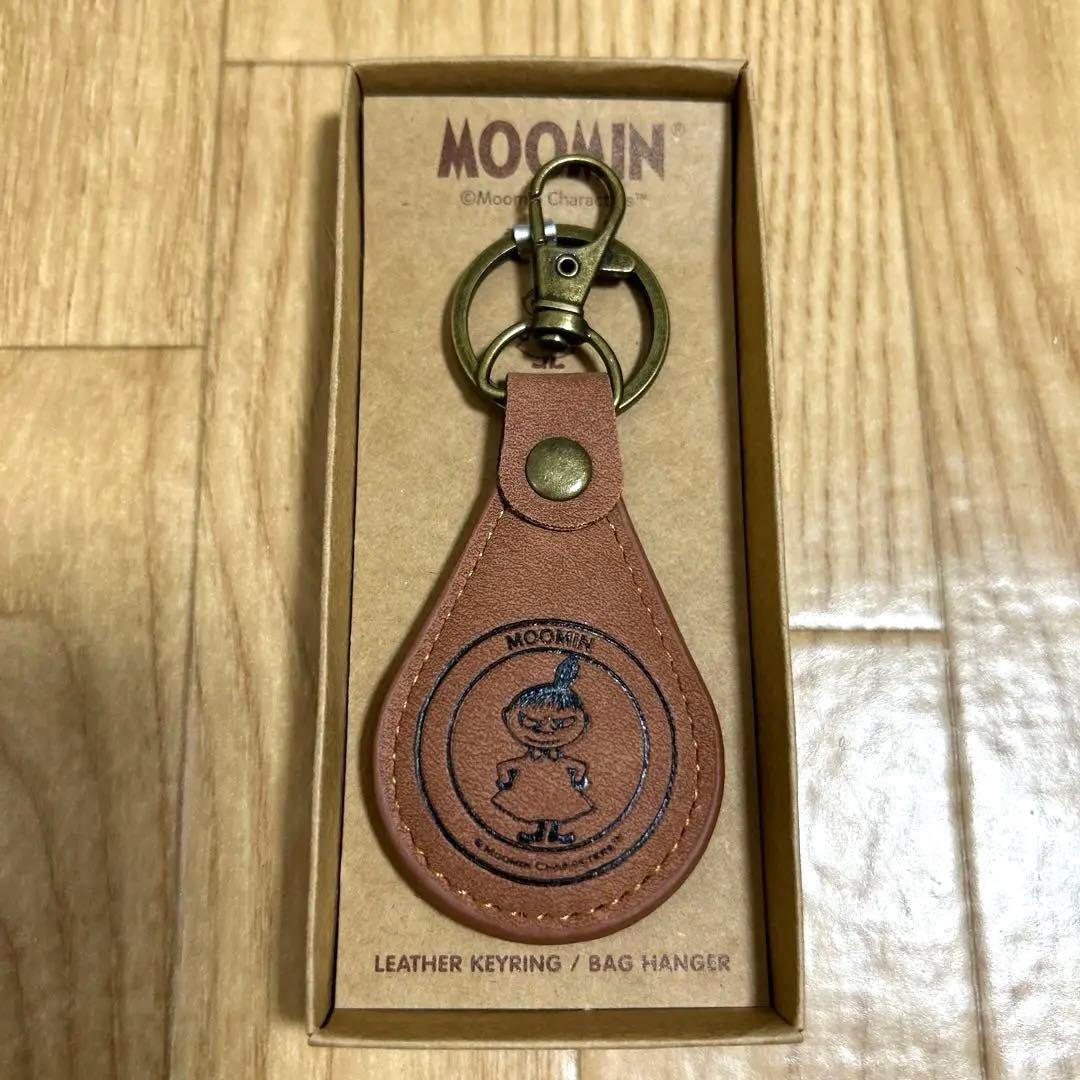 MOOMIN®
©Moomin Characters™
MOOMIN
© MOOMIN CHARACTERS™
LEATHER KEYRING / BAG HANGER